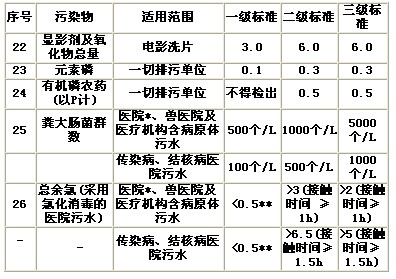 序号 污染物 适用范围 一级标准 二级标准 三级标
准
22 显影剂及氧
化物总量 电影洗片 3.0 6.0 6.0
23 元素磷 一切排污单位 0.1 0.3 0.3
24 有机磷农药
(以P计) 一切排污单位 不得检出 0.5 0.5
25 粪大肠菌群
数 医院*、兽医院及
医疗机构含病原体
污水 500个/L 1000个/L 5000
个/L
传染病、结核病医
院污水 100个/L 500个/L 1000
个/L
26 总余氯(采用
氯化消毒的
医院污水) 医院*、兽医院及
医疗机构含病原体
污水 <0.5** >3(接触
时间 ≥
1h) >2(接触
时间≥
1h)
- - 传染病、结核病医
院污水 <0.5** >6.5(接
触时间≥
1.5h >5(接触
时间≥
1.5h)